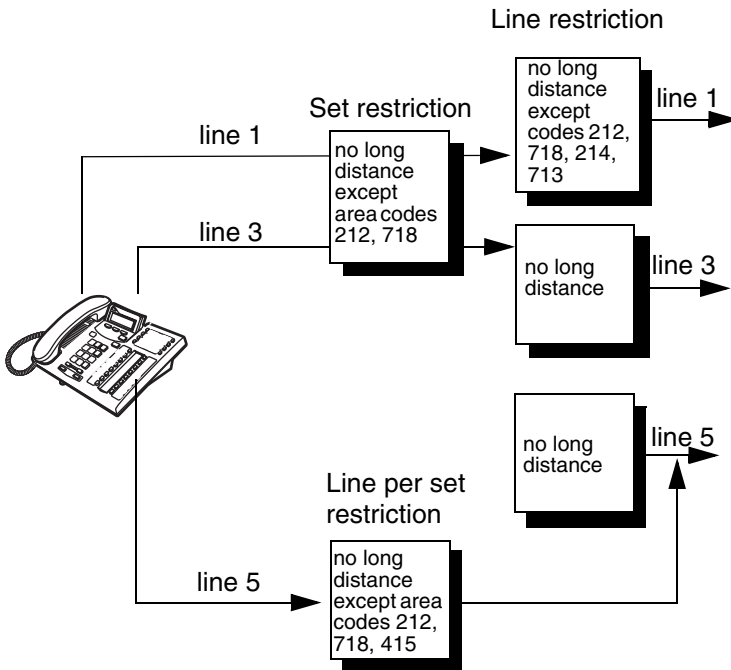 Line restriction
no long
distance
except
codes 212,
718, 214,
713
line 1
Set restriction
line 1
no long
distance
except
area codes
212, 718
line 3
no long
distance
line 3
no long
distance
line 5
Line per set
restriction
no long
distance
except area
codes 212,
718, 415
line 5